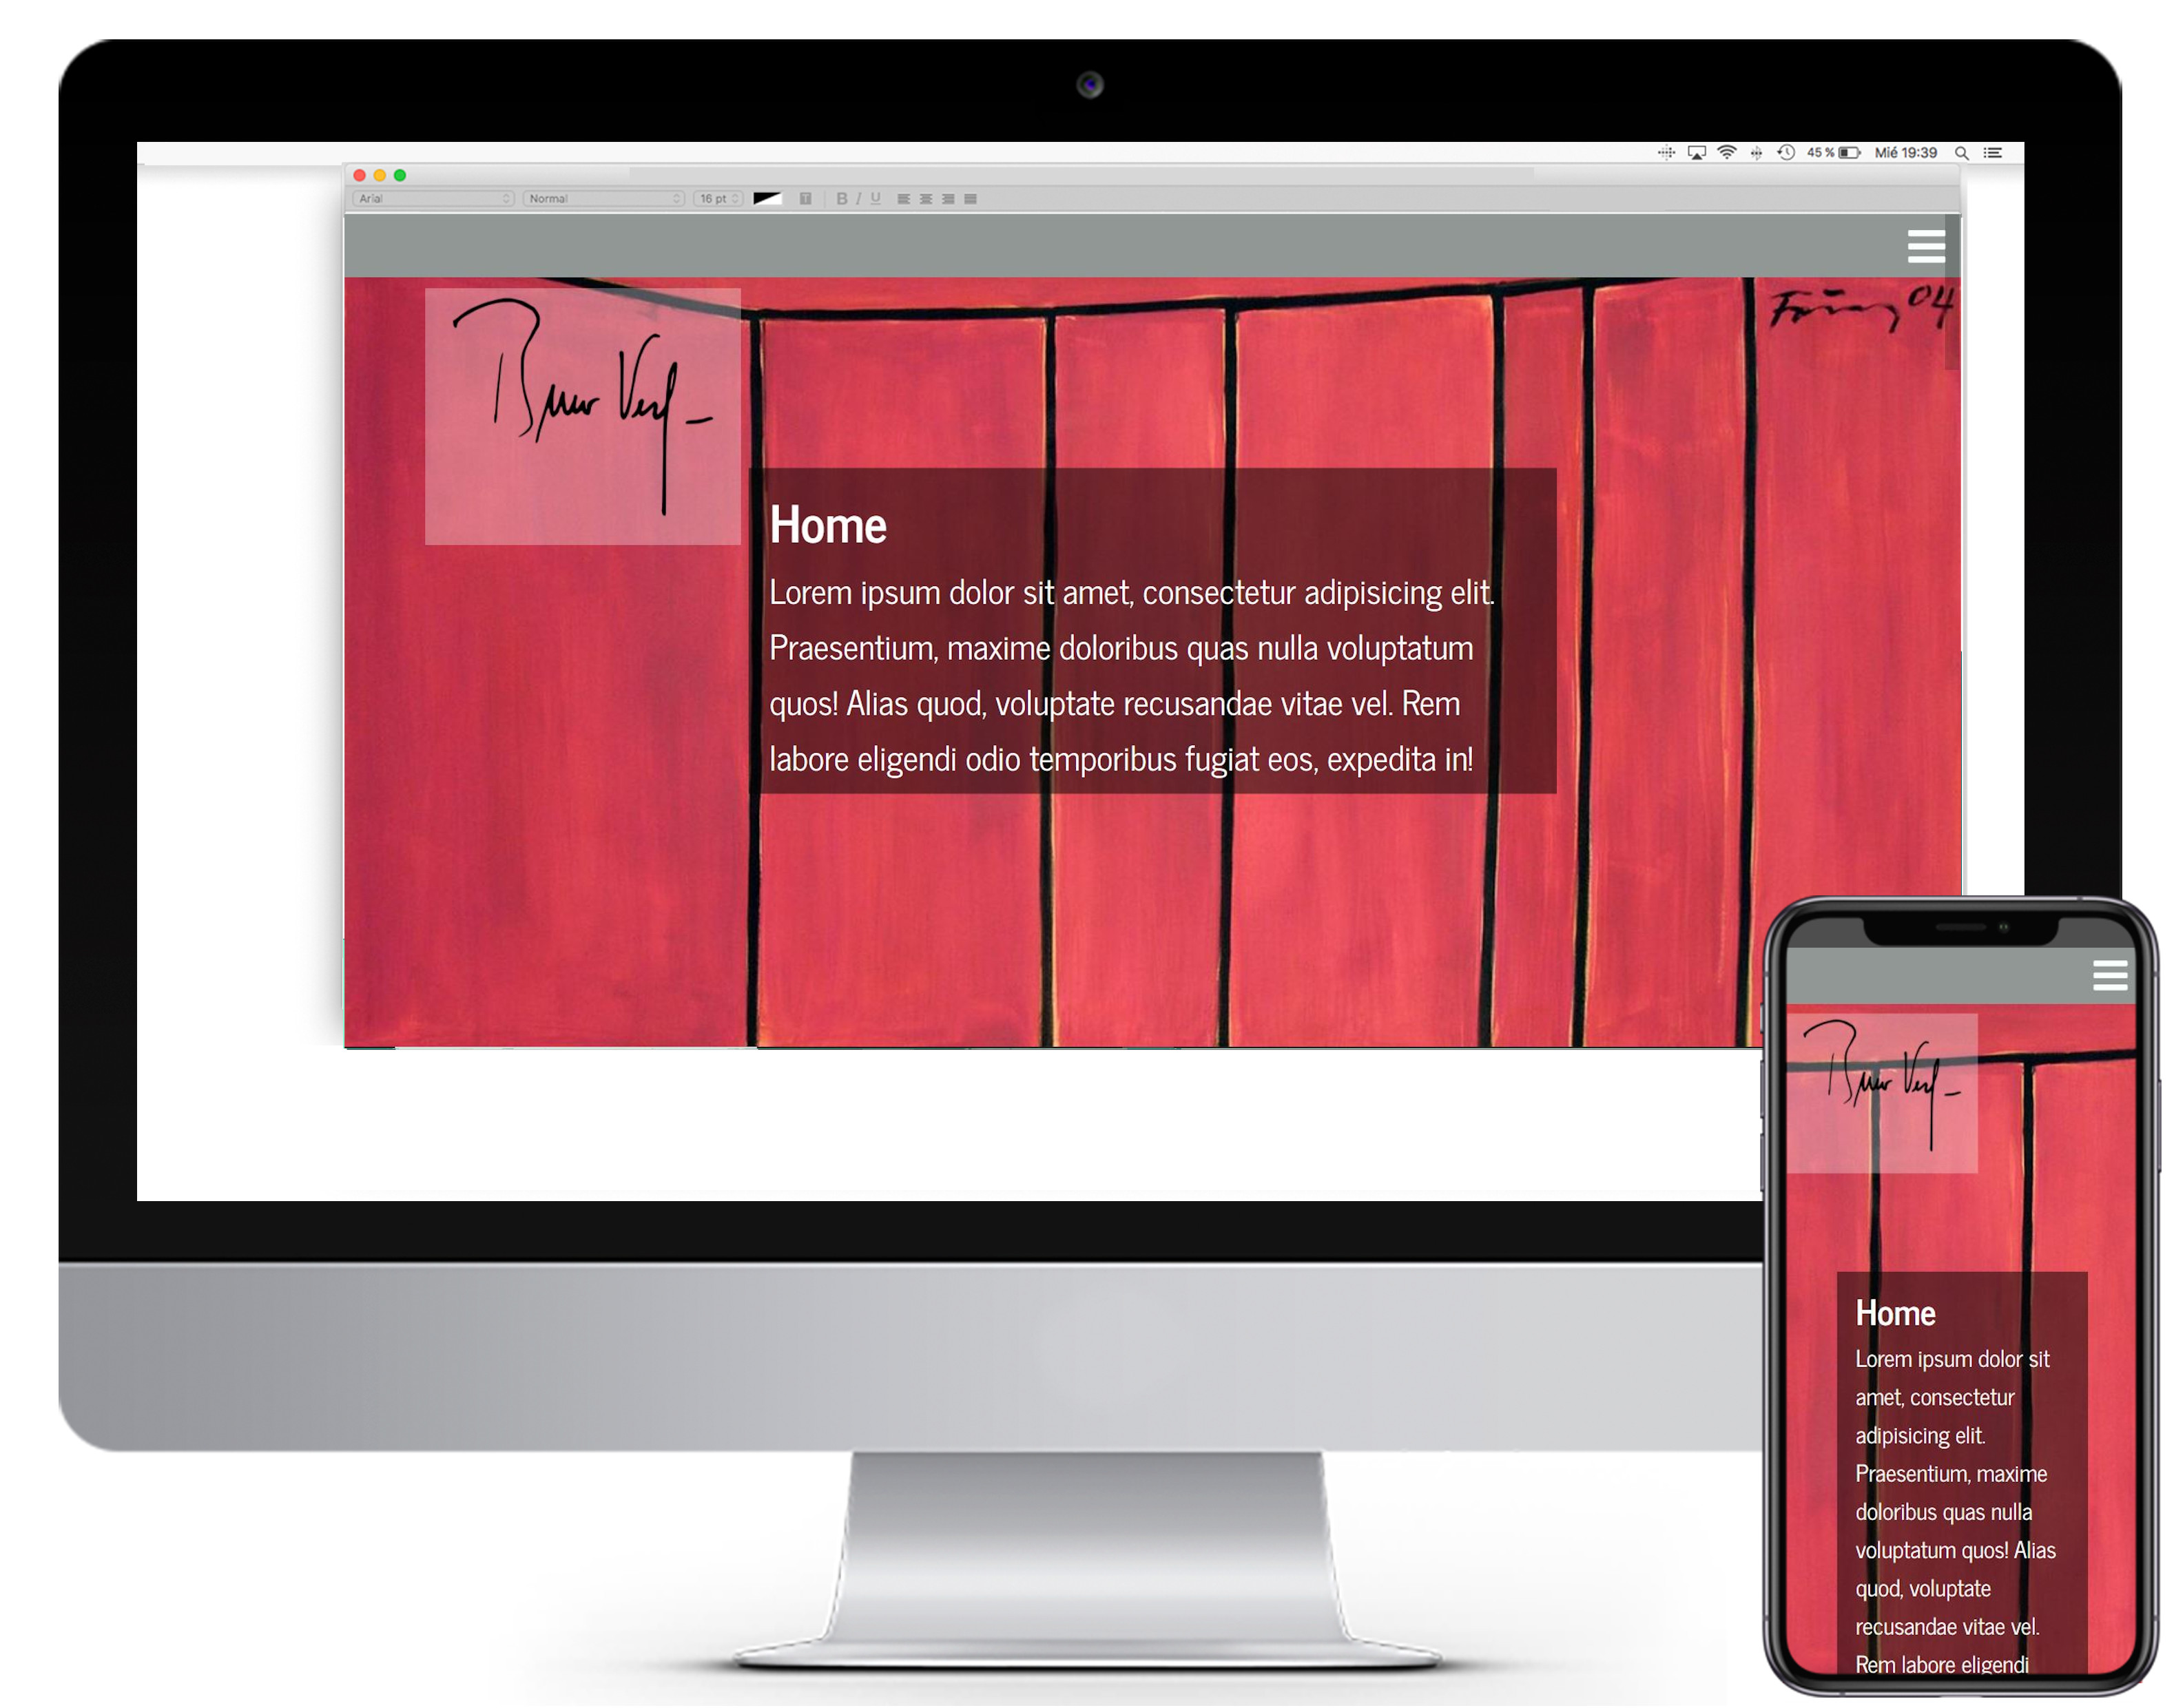 45 %
Mié 19:39
Arial
Normal
16 pt
B I U
04
Home
Lorem ipsum dolor sit amet, consectetur adipisicing elit.
Praesentium, maxime doloribus quas nulla voluptatum
quos! Alias quod, voluptate recusandae vitae vel. Rem
labore eligendi odio temporibus fugiat eos, expedita in!
Home
Lorem ipsum dolor sit
amet, consectetur
adipisicing elit.
Praesentium, maxime
doloribus quas nulla
voluptatum quos! Alias
quod, voluptate
recusandae vitae vel.
Rem labore eligendi